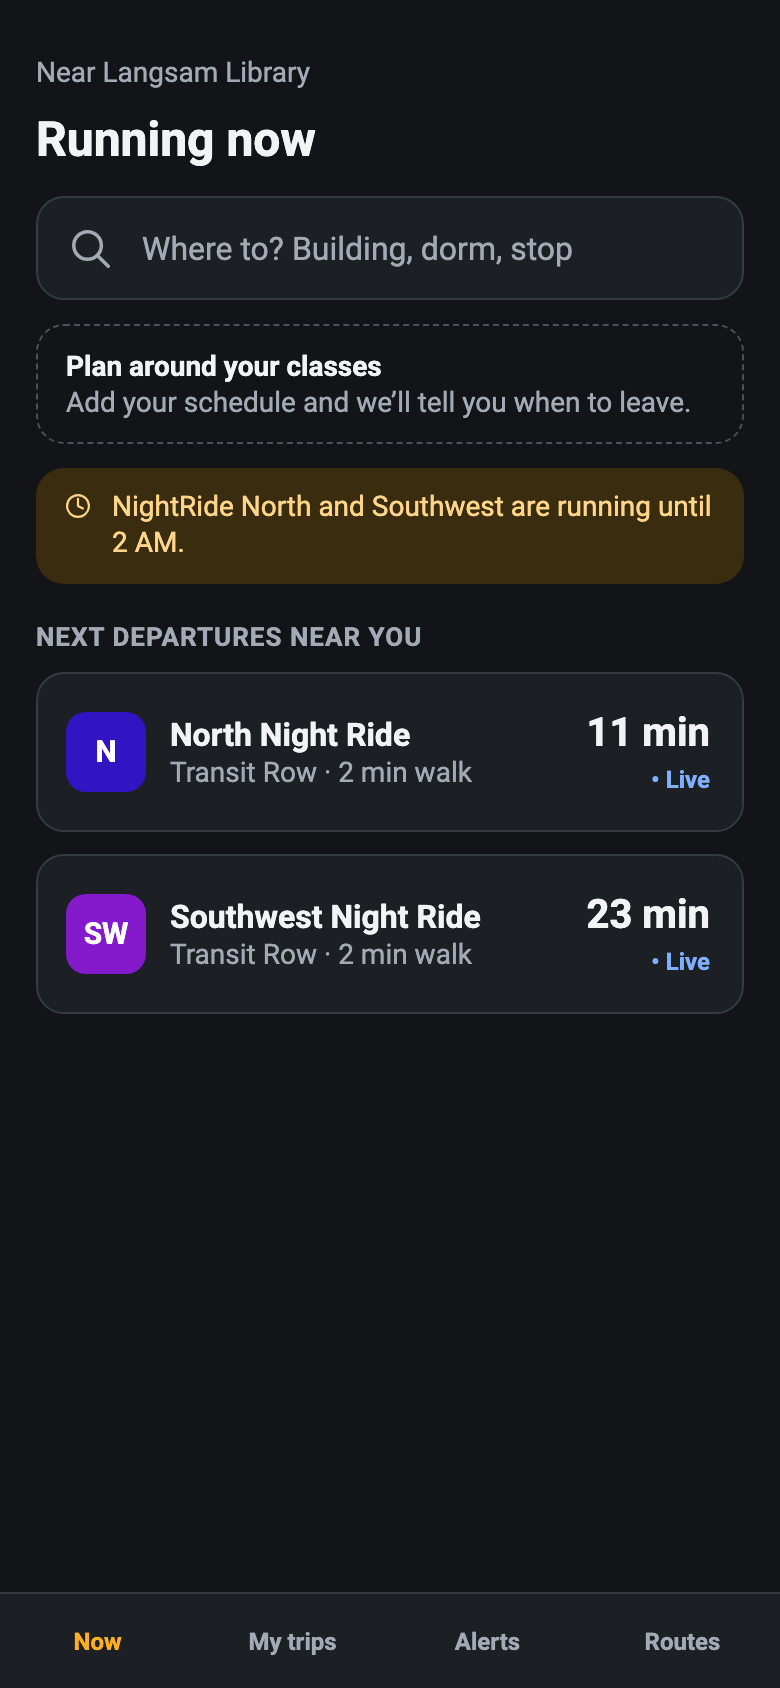 Near Langsam Library
Running now
Where to? Building, dorm, stop
Plan around your classes
Add your schedule and we’ll tell you when to leave.
NightRide North and Southwest are running until
2 AM.
NEXT DEPARTURES NEAR YOU
N
North Night Ride
Transit Row · 2 min walk
11 min
• Live
SW
Southwest Night Ride
Transit Row · 2 min walk
23 min
• Live
Now
My trips
Alerts
Routes